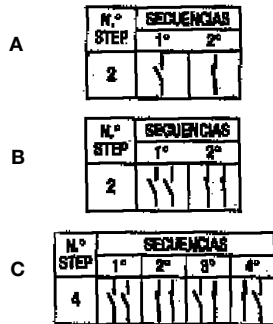 A
N.º SECUENCIAS
STEP 1º 2º
2
B
N.º SECUENCIAS
STEP 1º 2º
2
C
N.º SECUENCIAS
STEP 1º 2º 3º 4º
4